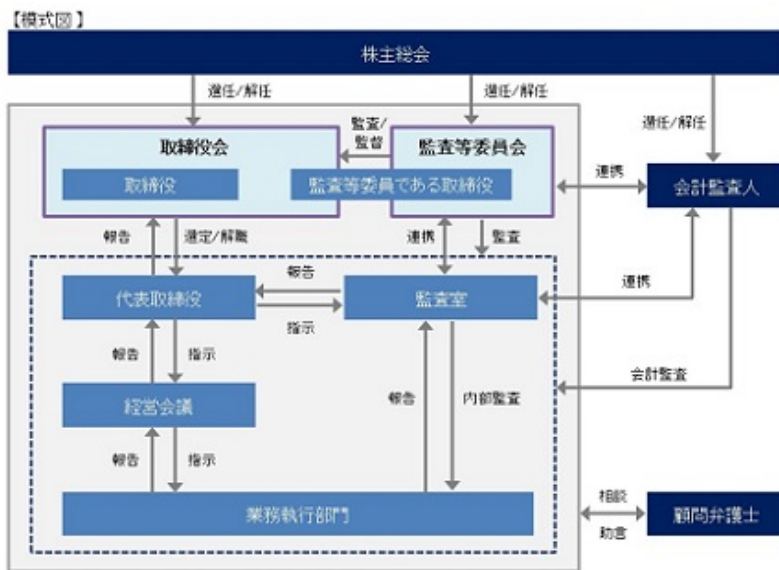 【模式図】
株主総会
選任/解任
選任/解任
選任/解任
取締役会
監査/
監督
監査等委員会
取締役
監査等委員である取締役
連携
会計監査人
報告
選定/解職
連携
監査
報告
代表取締役
監査室
連携
指示
報告
指示
会計監査
経営会議
報告
内部監査
報告
指示
業務執行部門
相談
助言
顧問弁護士